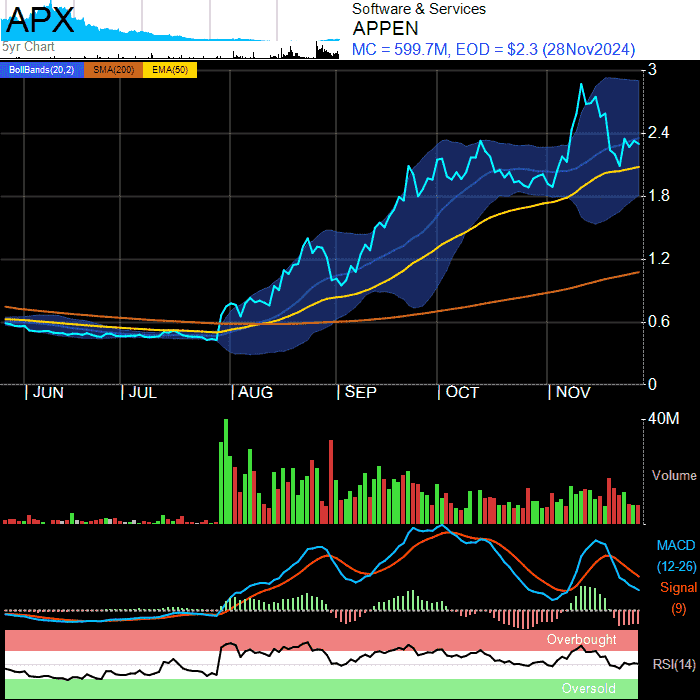 APX
5yr Chart
Software & Services
APPEN
MC = 599.7M, EOD = $2.3 (28Nov2024)
BollBands(20,2) SMA(200) EMA(50)
3
2.4
1.8
1.2
0.6
0
| JUN | JUL | AUG | SEP | OCT | NOV
40M
Volume
MACD
(12-26)
Signal
(9)
Overbought
RSI(14)
Oversold